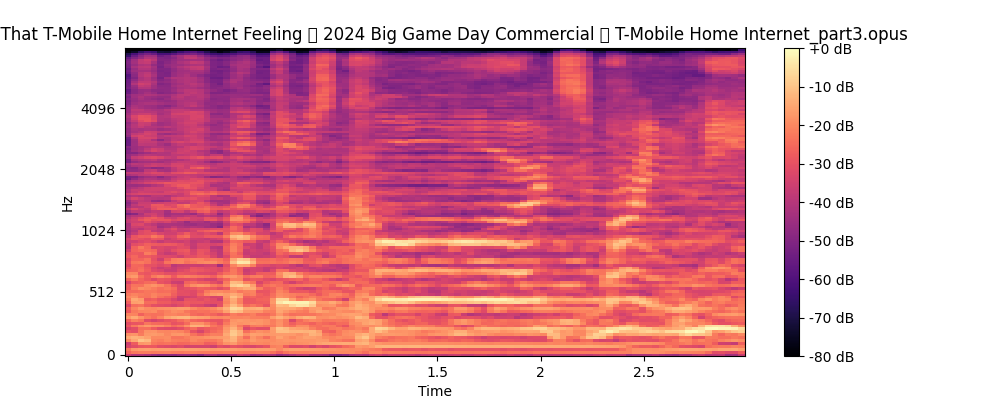 That T-Mobile Home Internet Feeling ▯ 2024 Big Game Day Commercial ▯ T-Mobile Home Internet_part3.opus
+0 dB
-10 dB
-20 dB
-30 dB
-40 dB
-50 dB
-60 dB
-70 dB
-80 dB
4096
2048
1024
512
0
Hz
0
0.5
1
1.5
2
2.5
Time